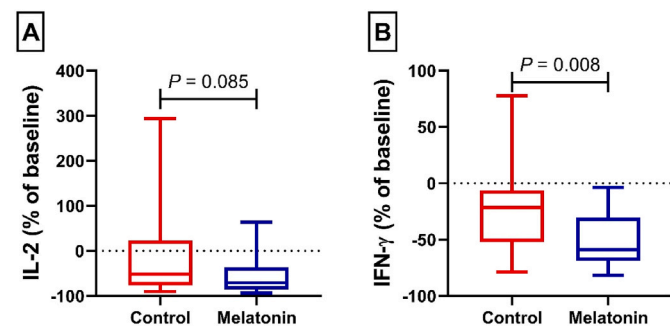 A
IL-2 (% of baseline)
400
300
200
100
0
-100
P = 0.085
Control
Melatonin
B
IFN-γ (% of baseline)
100
50
0
-50
-100
P = 0.008
Control
Melatonin